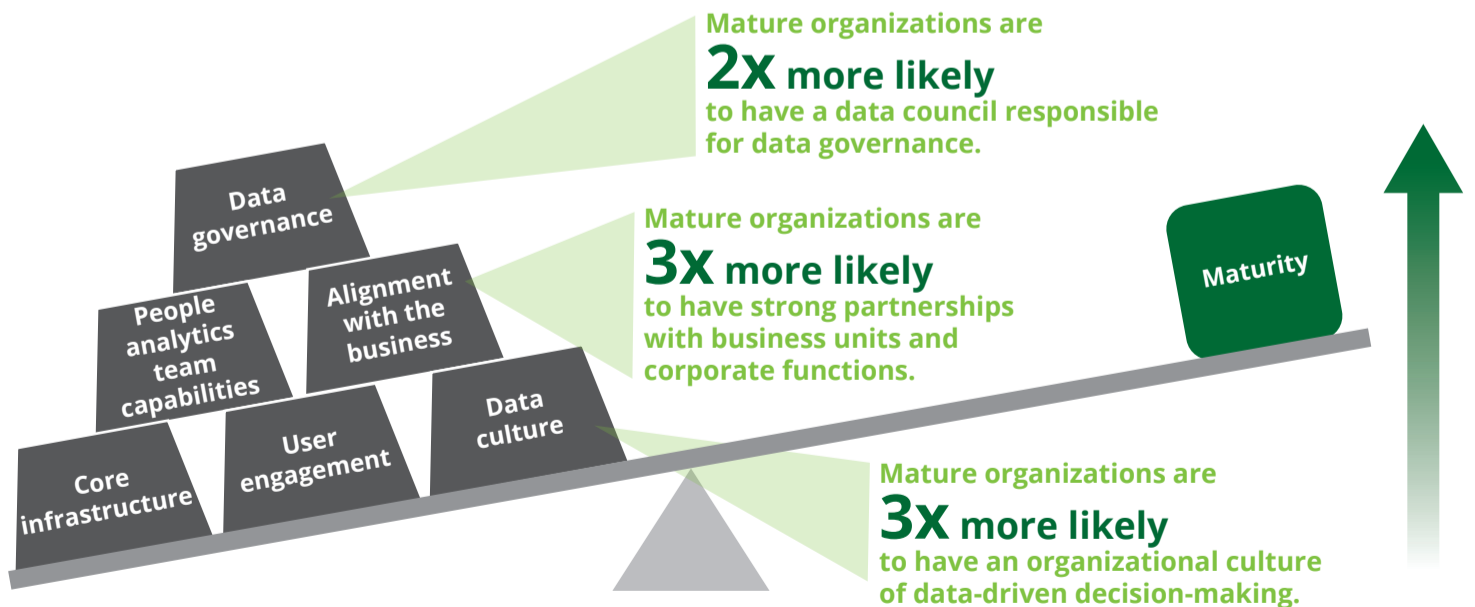 Mature organizations are
2x more likely
to have a data council responsible
for data governance.
Data
governance
Mature organizations are
3x more likely
to have strong partnerships
with business units and
corporate functions.
Maturity
People
analytics
team
capabilities
Alignment
with the
business
Core
infrastructure
User
engagement
Data
culture
Mature organizations are
3x more likely
to have an organizational culture
of data-driven decision-making.